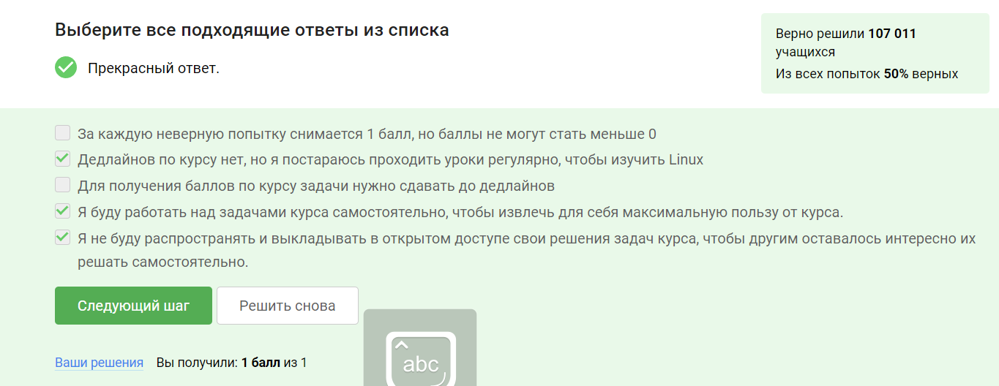 Выберите все подходящие ответы из списка
Прекрасный ответ.
Верно решили 107 011
учащихся
Из всех попыток 50% верных
За каждую неверную попытку снимается 1 балл, но баллы не могут стать меньше 0
Дедлайнов по курсу нет, но я постараюсь проходить уроки регулярно, чтобы изучить Linux
Для получения баллов по курсу задачи нужно сдавать до дедлайнов
Я буду работать над задачами курса самостоятельно, чтобы извлечь для себя максимальную пользу от курса.
Я не буду распространять и выкладывать в открытом доступе свои решения задач курса, чтобы другим оставалось интересно их
решать самостоятельно.
Следующий шаг
Решить снова
abc
Ваши решения Вы получили: 1 балл из 1